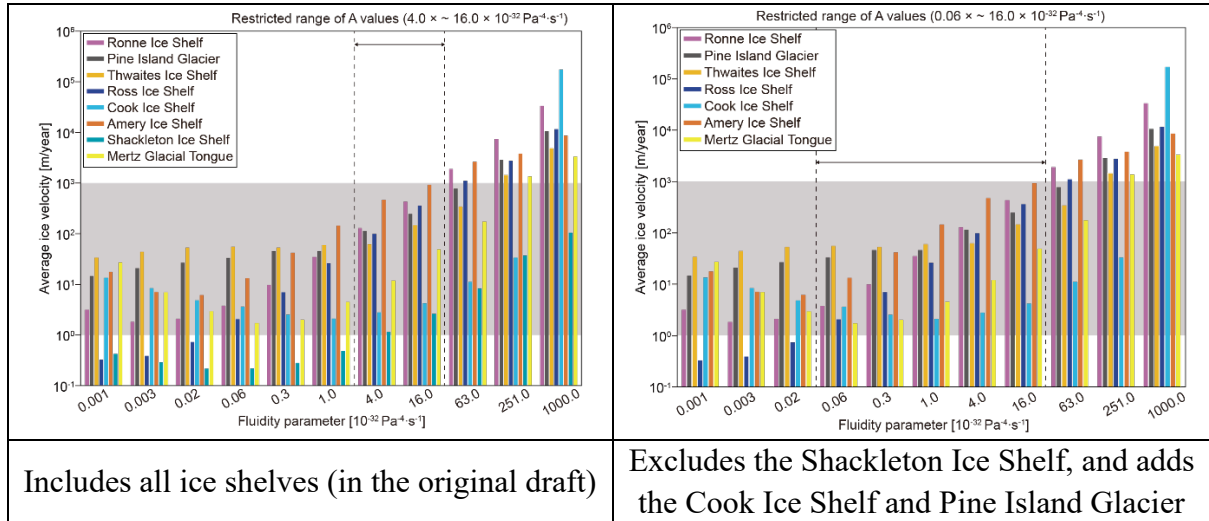 Restricted range of A values (4.0 × ~ 16.0 × 10⁻³² Pa⁻⁴·s⁻¹)
10⁶
10⁵
10⁴
10³
10²
10¹
10⁰
10⁻¹
Average ice velocity [m/year]
Ronne Ice Shelf
Pine Island Glacier
Thwaites Ice Shelf
Ross Ice Shelf
Cook Ice Shelf
Amery Ice Shelf
Shackleton Ice Shelf
Mertz Glacial Tongue
0.001 0.003 0.02 0.06 0.3 1.0 4.0 16.0 63.0 251.0 1000.0
Fluidity parameter [10⁻³² Pa⁻⁴·s⁻¹]
Includes all ice shelves (in the original draft)
Restricted range of A values (0.06 × ~ 16.0 × 10⁻³² Pa⁻⁴·s⁻¹)
10⁶
10⁵
10⁴
10³
10²
10¹
10⁰
10⁻¹
Average ice velocity [m/year]
Ronne Ice Shelf
Pine Island Glacier
Thwaites Ice Shelf
Ross Ice Shelf
Cook Ice Shelf
Amery Ice Shelf
Mertz Glacial Tongue
0.001 0.003 0.02 0.06 0.3 1.0 4.0 16.0 63.0 251.0 1000.0
Fluidity parameter [10⁻³² Pa⁻⁴·s⁻¹]
Excludes the Shackleton Ice Shelf, and adds
the Cook Ice Shelf and Pine Island Glacier